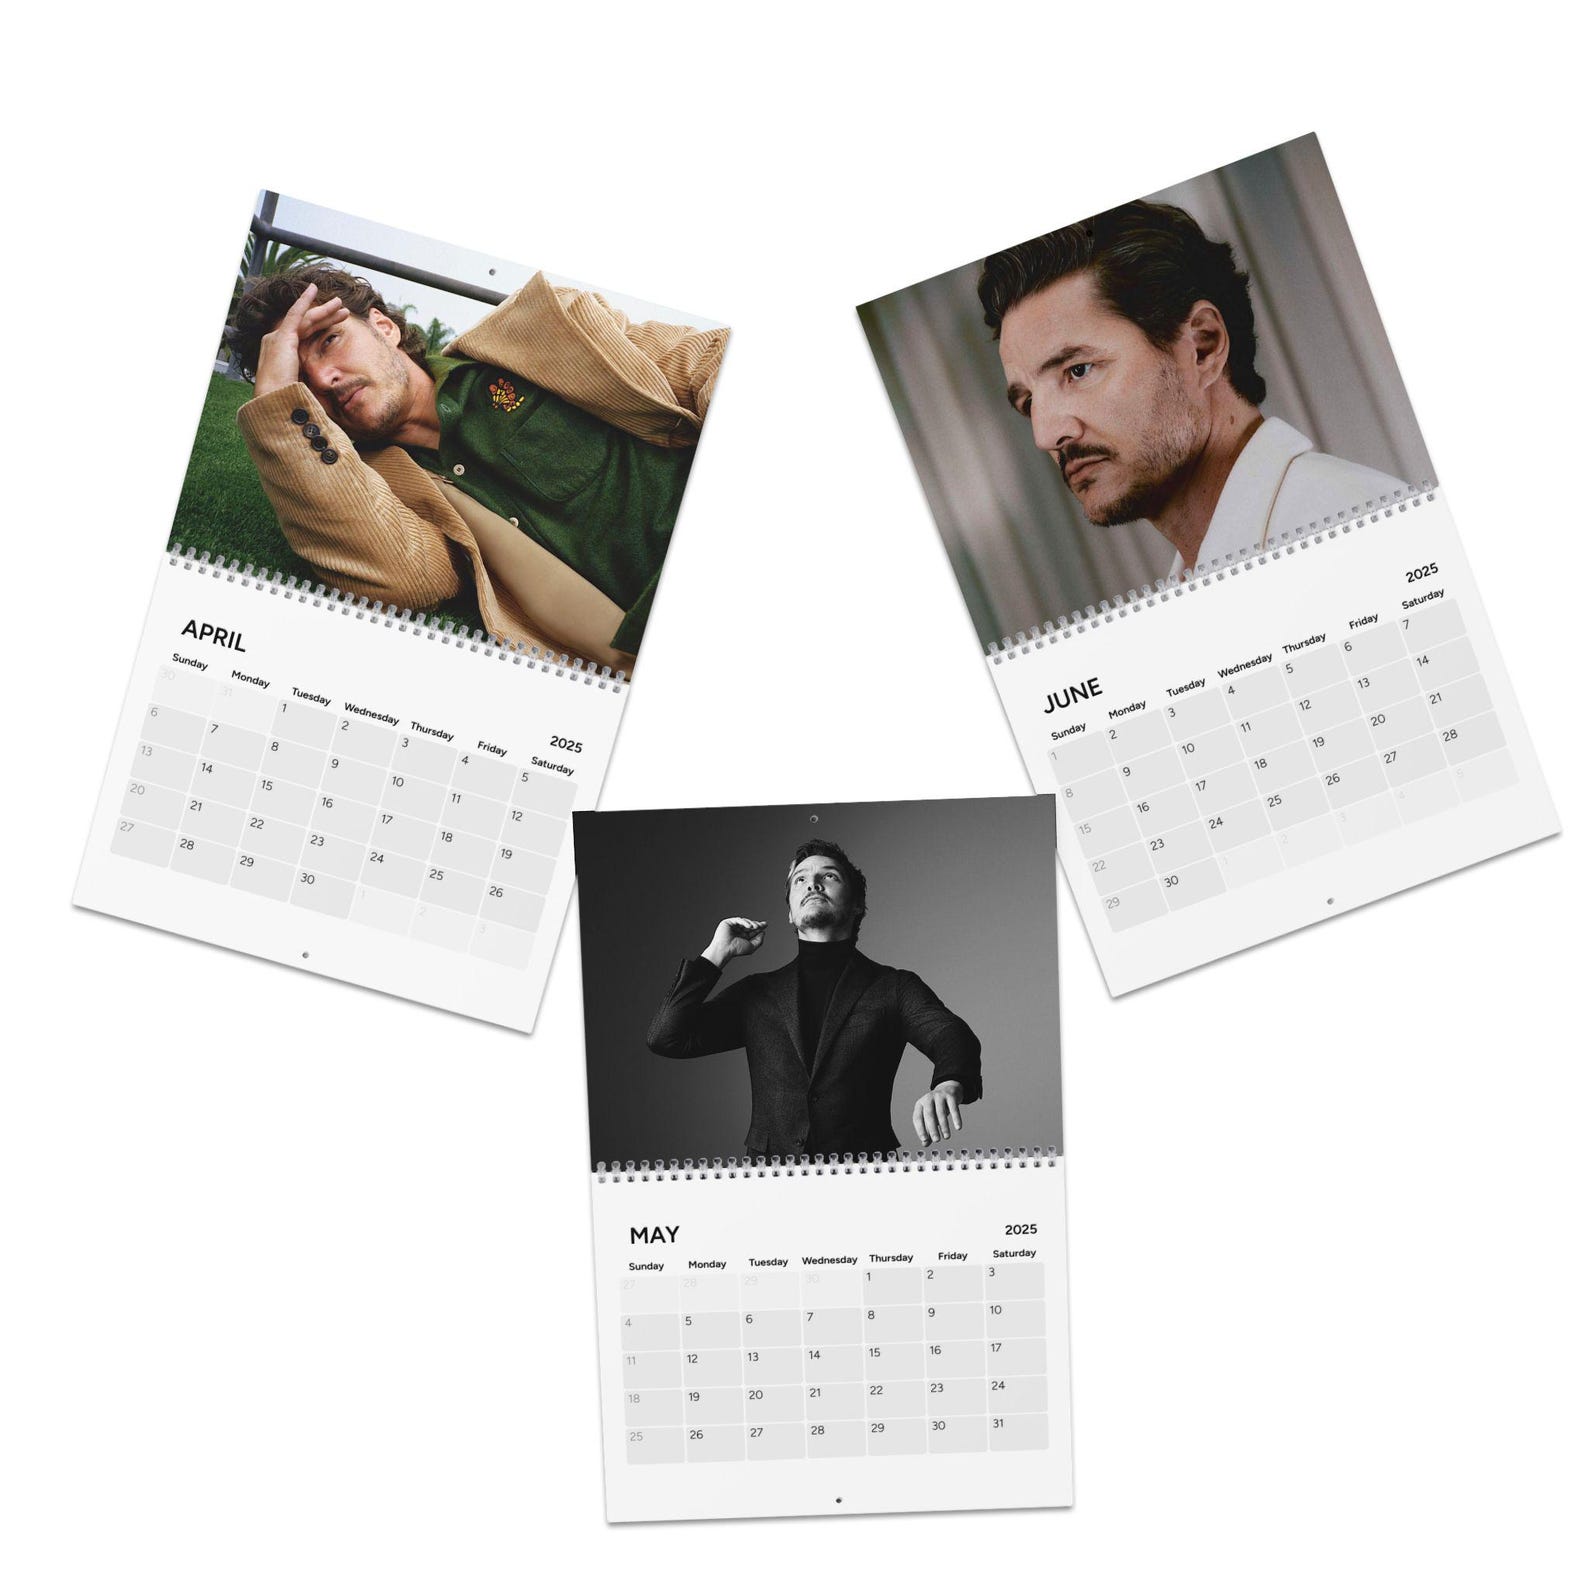 APRIL
2025
Sunday Monday Tuesday Wednesday Thursday Friday Saturday
30 31 1 2 3 4 5
6 7 8 9 10 11 12
13 14 15 16 17 18 19
20 21 22 23 24 25 26
27 28 29 30 1 2 3
JUNE
2025
Sunday Monday Tuesday Wednesday Thursday Friday Saturday
1 2 3 4 5 6 7
8 9 10 11 12 13 14
15 16 17 18 19 20 21
22 23 24 25 26 27 28
29 30 1 2 3 4 5
MAY
2025
Sunday Monday Tuesday Wednesday Thursday Friday Saturday
27 28 29 30 1 2 3
4 5 6 7 8 9 10
11 12 13 14 15 16 17
18 19 20 21 22 23 24
25 26 27 28 29 30 31